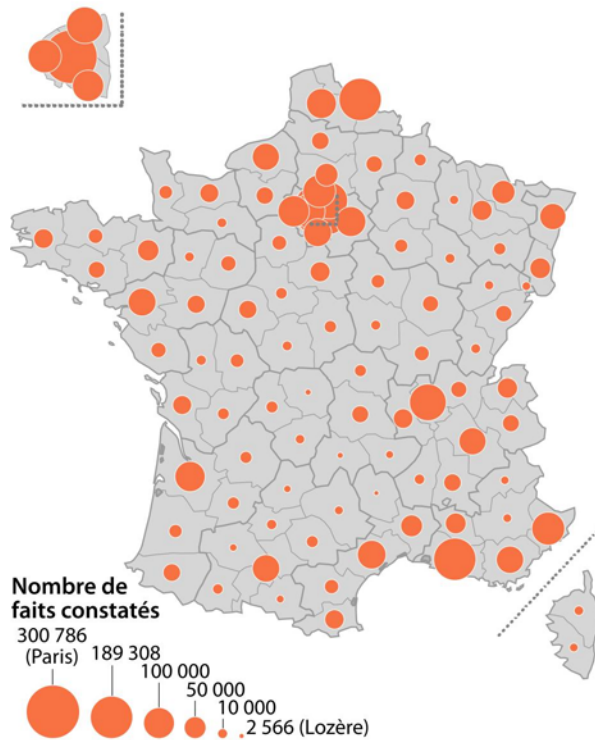 Nombre de
faits constatés
300 786
(Paris)
189 308
100 000
50 000
10 000
2 566 (Lozère)